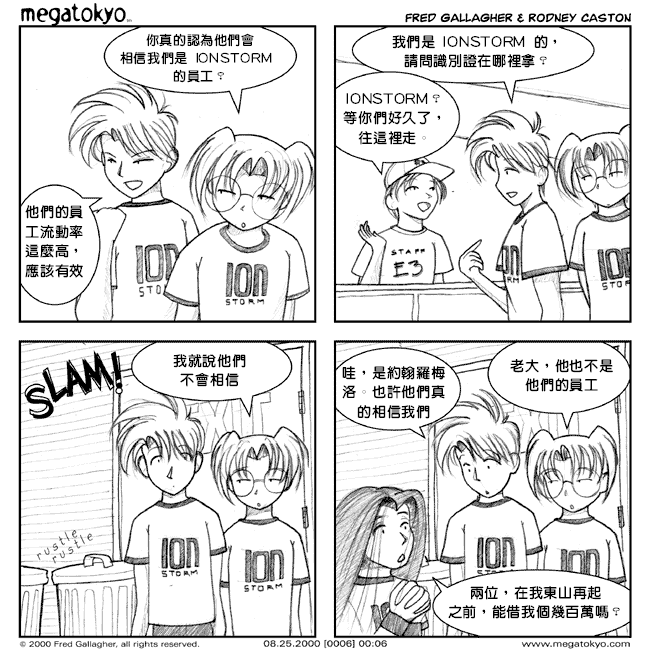 megatokyo
FRED GALLAGHER & RODNEY CASTON
你真的認為他們會
相信我們是 IONSTORM
的員工？
他們的員
工流動率
這麼高，
應該有效
ION
STORM
ION
STORM
我們是 IONSTORM 的，
請問識別證在哪裡拿？
IONSTORM？
等你們好久了，
往這裡走。
STAFF
E3
ION
STORM
ION
STORM
SLAM!
我就說他們
不會相信
rustle
rustle
ION
STORM
ION
STORM
哇，是約翰羅梅
洛。也許他們真
的相信我們
老大，他也不是
他們的員工
ION
STORM
ION
STORM
兩位，在我東山再起
之前，能借我個幾百萬嗎？
© 2000 Fred Gallagher, all rights reserved.
08.25.2000 [0006] 00:06
www.megatokyo.com